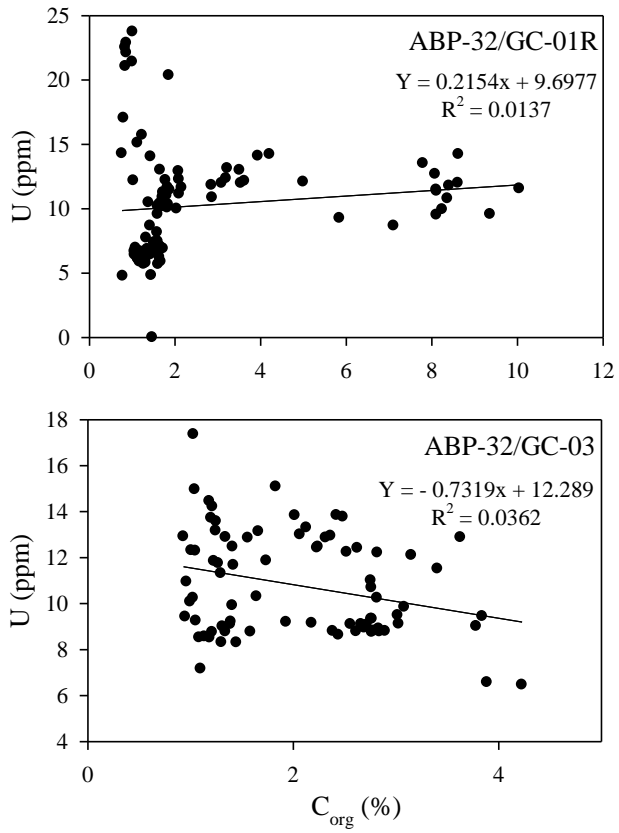 25
ABP-32/GC-01R
Y = 0.2154x + 9.6977
R² = 0.0137
20
15
U (ppm)
10
5
0
0 2 4 6 8 10 12
18
ABP-32/GC-03
16
Y = - 0.7319x + 12.289
R² = 0.0362
14
12
U (ppm)
10
8
6
4
0 2 4
C_org (%)